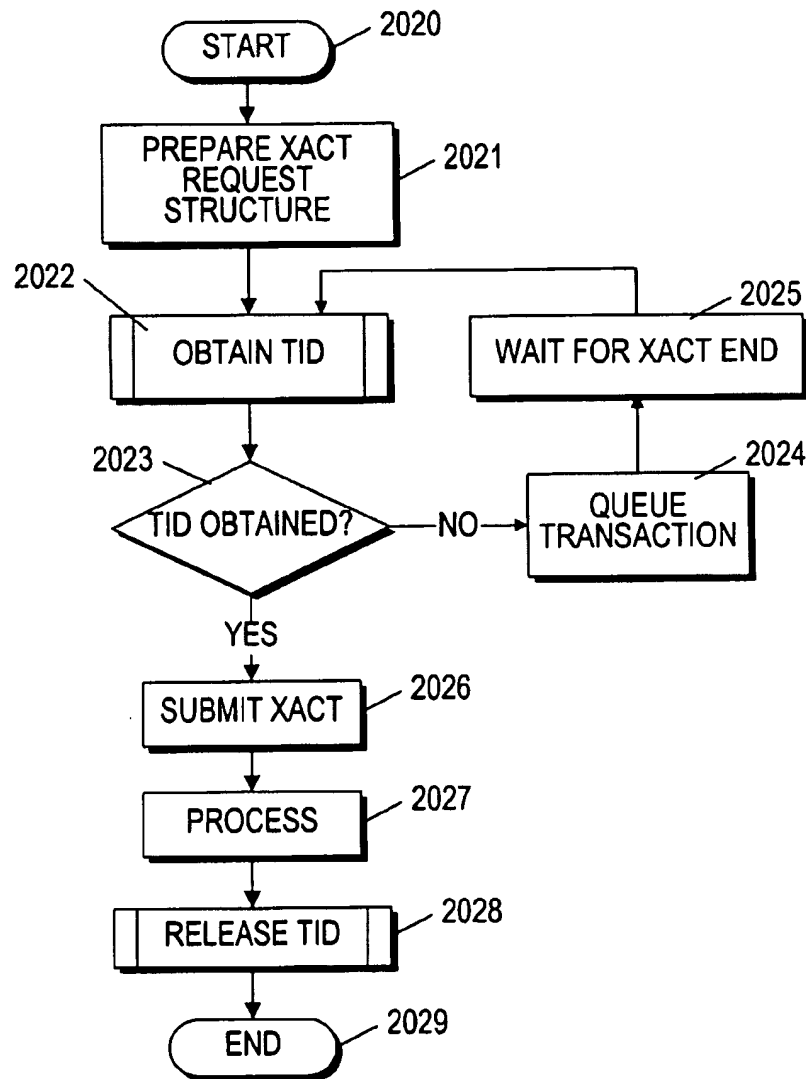 START
2020
PREPARE XACT
REQUEST
STRUCTURE
2021
2022
OBTAIN TID
2025
WAIT FOR XACT END
2023
TID OBTAINED?
NO
2024
QUEUE
TRANSACTION
YES
2026
SUBMIT XACT
2027
PROCESS
2028
RELEASE TID
END
2029